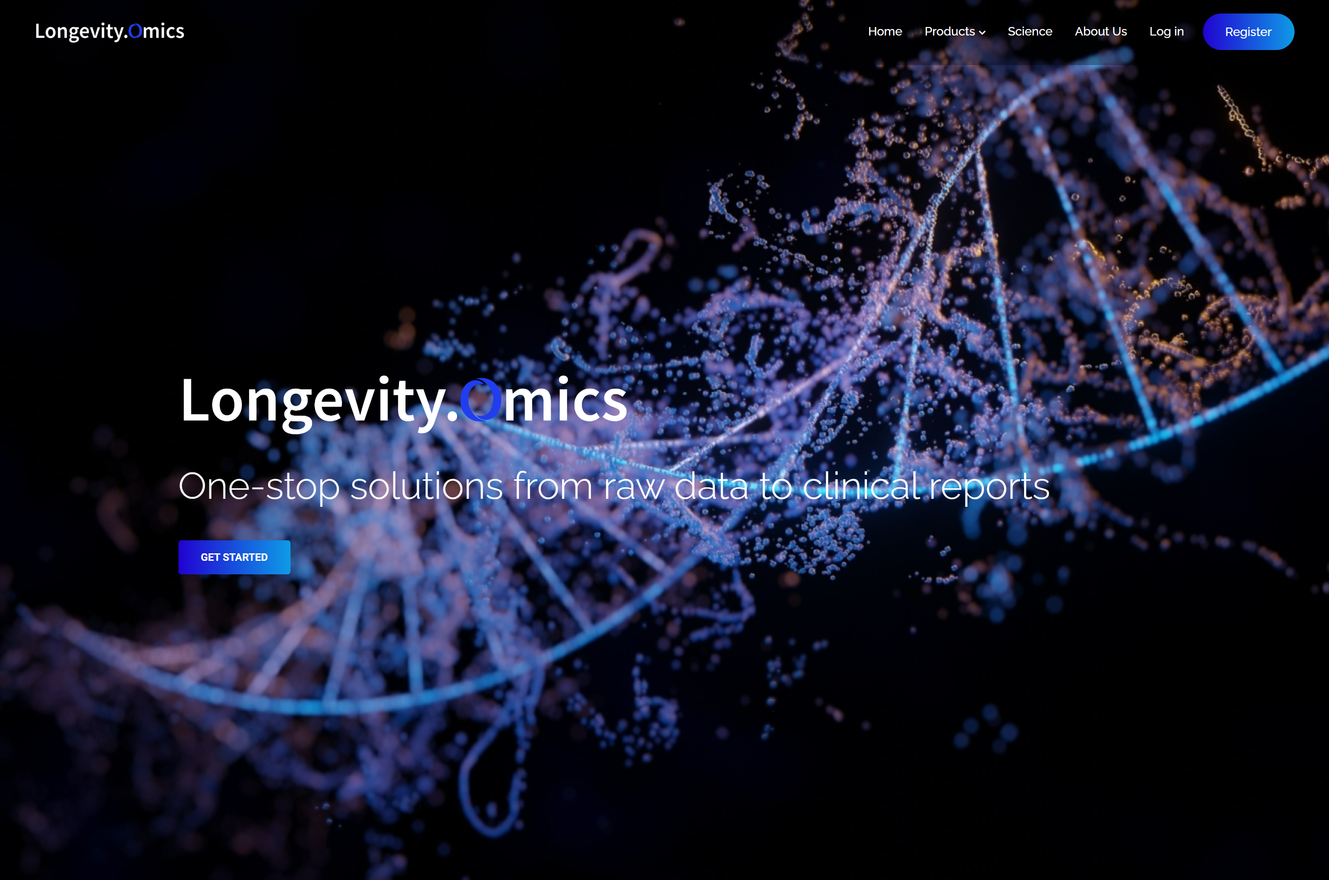 Longevity.Omics
Home Products Science About Us Log in Register
Longevity.Omics
One-stop solutions from raw data to clinical reports
GET STARTED